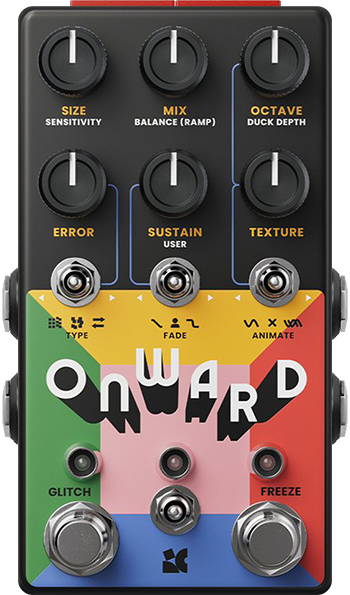 SIZE MIX OCTAVE
SENSITIVITY BALANCE (RAMP) DUCK DEPTH
ERROR SUSTAIN TEXTURE
USER
TYPE FADE ANIMATE
ONWARD
GLITCH FREEZE